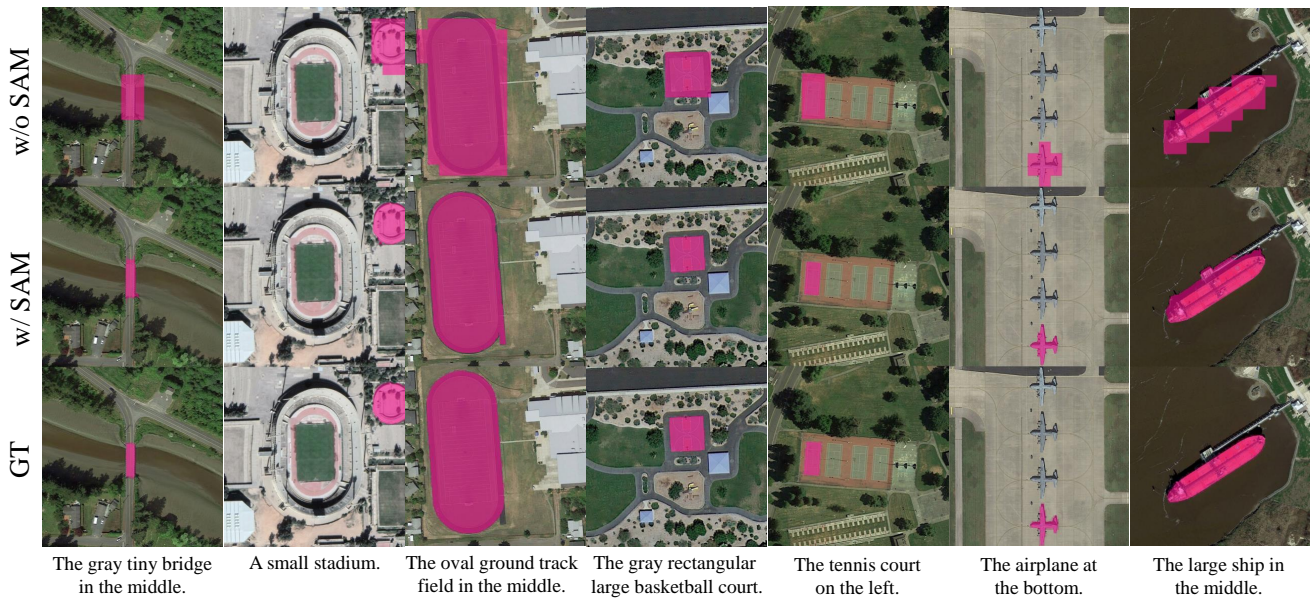 w/o SAM
w/ SAM
GT
The gray tiny bridge
in the middle.
A small stadium.
The oval ground track
field in the middle.
The gray rectangular
large basketball court.
The tennis court
on the left.
The airplane at
the bottom.
The large ship in
the middle.